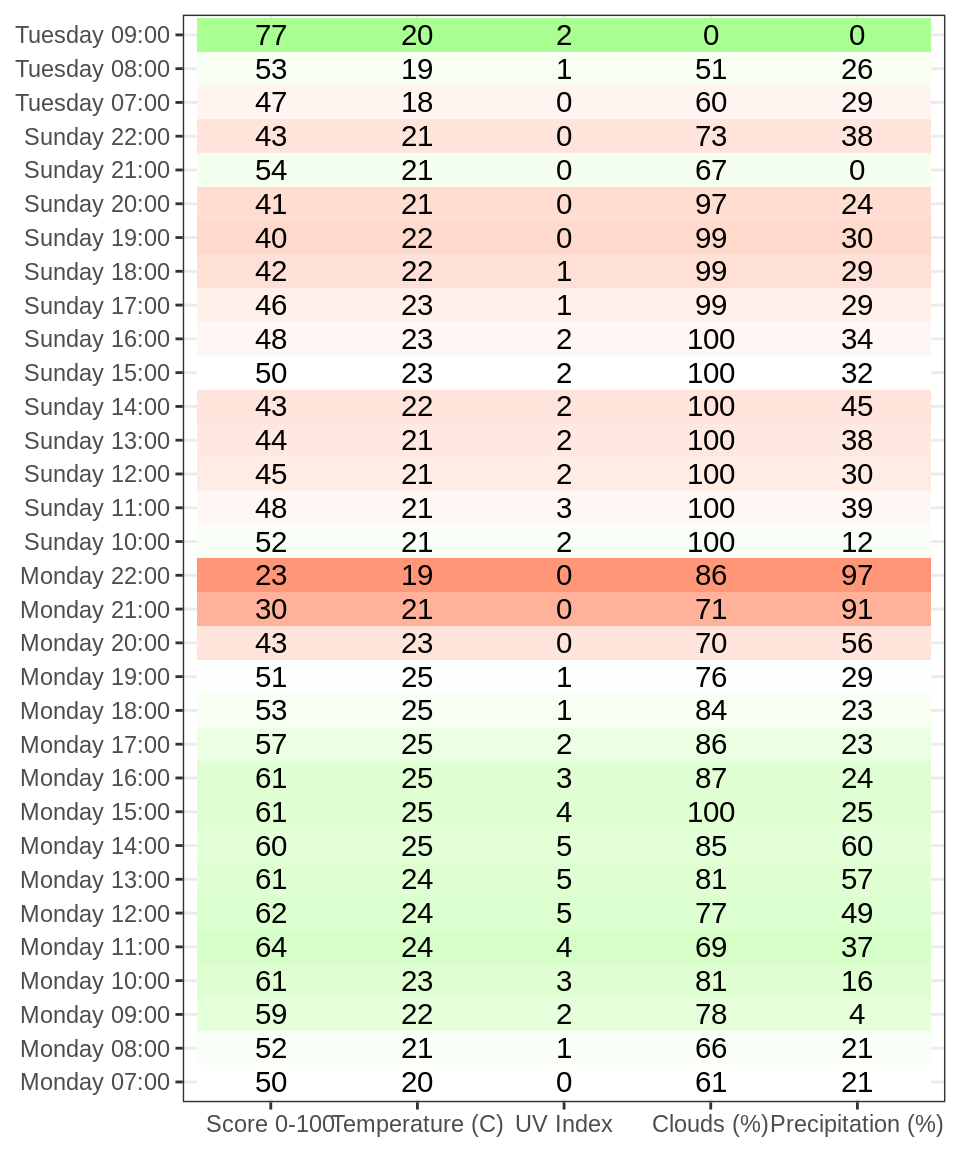 Tuesday 09:00 77 20 2 0 0
Tuesday 08:00 53 19 1 51 26
Tuesday 07:00 47 18 0 60 29
Sunday 22:00 43 21 0 73 38
Sunday 21:00 54 21 0 67 0
Sunday 20:00 41 21 0 97 24
Sunday 19:00 40 22 0 99 30
Sunday 18:00 42 22 1 99 29
Sunday 17:00 46 23 1 99 29
Sunday 16:00 48 23 2 100 34
Sunday 15:00 50 23 2 100 32
Sunday 14:00 43 22 2 100 45
Sunday 13:00 44 21 2 100 38
Sunday 12:00 45 21 2 100 30
Sunday 11:00 48 21 3 100 39
Sunday 10:00 52 21 2 100 12
Monday 22:00 23 19 0 86 97
Monday 21:00 30 21 0 71 91
Monday 20:00 43 23 0 70 56
Monday 19:00 51 25 1 76 29
Monday 18:00 53 25 1 84 23
Monday 17:00 57 25 2 86 23
Monday 16:00 61 25 3 87 24
Monday 15:00 61 25 4 100 25
Monday 14:00 60 25 5 85 60
Monday 13:00 61 24 5 81 57
Monday 12:00 62 24 5 77 49
Monday 11:00 64 24 4 69 37
Monday 10:00 61 23 3 81 16
Monday 09:00 59 22 2 78 4
Monday 08:00 52 21 1 66 21
Monday 07:00 50 20 0 61 21
Score 0-100 Temperature (C) UV Index Clouds (%) Precipitation (%)